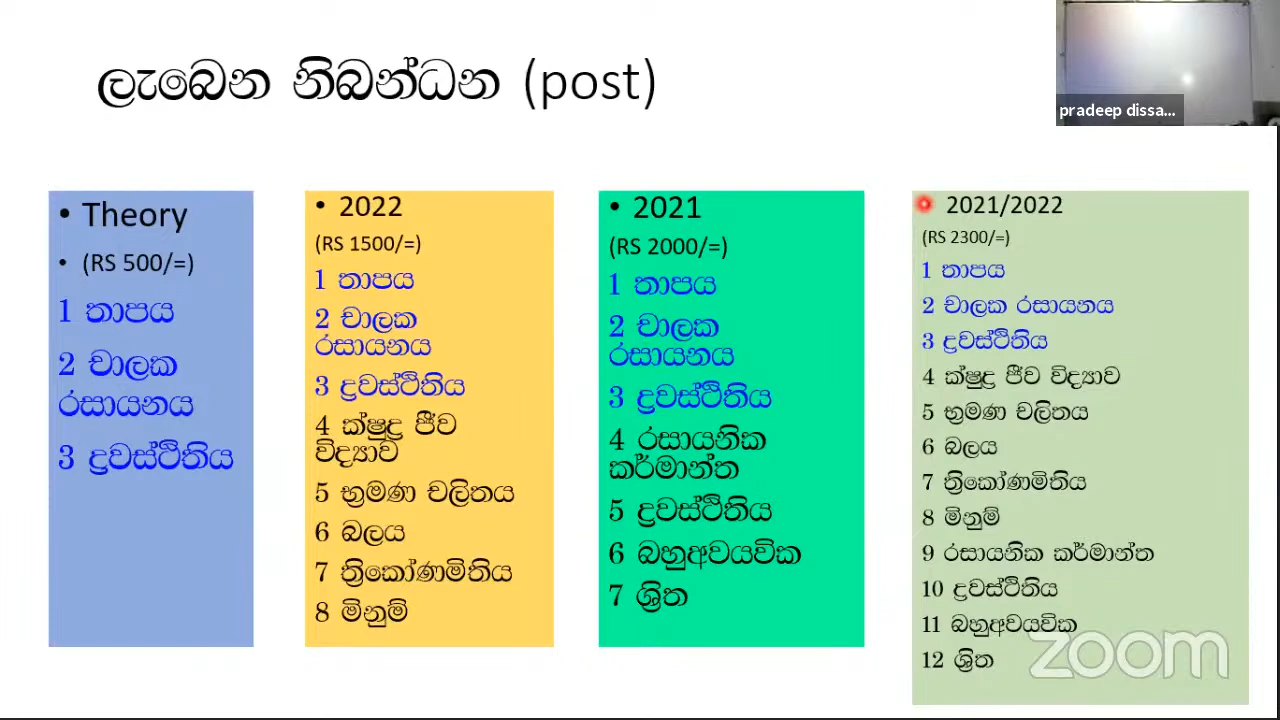 ලැබෙන නිබන්ධන (post)
pradeep dissa...
• Theory
• (RS 500/=)
1 තාපය
2 චාලක
රසායනය
3 ද්‍රවස්ථිතිය
• 2022
(RS 1500/=)
1 තාපය
2 චාලක
රසායනය
3 ද්‍රවස්ථිතිය
4 ක්ෂුද්‍ර ජීව
විද්‍යාව
5 භ්‍රමණ චලිතය
6 බලය
7 ත්‍රිකෝණමිතිය
8 මිනුම්
• 2021
(RS 2000/=)
1 තාපය
2 චාලක
රසායනය
3 ද්‍රවස්ථිතිය
4 රසායනික
කර්මාන්ත
5 ද්‍රවස්ථිතිය
6 බහුඅවයවික
7 ශ්‍රිත
2021/2022
(RS 2300/=)
1 තාපය
2 චාලක රසායනය
3 ද්‍රවස්ථිතිය
4 ක්ෂුද්‍ර ජීව විද්‍යාව
5 භ්‍රමණ චලිතය
6 බලය
7 ත්‍රිකෝණමිතිය
8 මිනුම්
9 රසායනික කර්මාන්ත
10 ද්‍රවස්ථිතිය
11 බහුඅවයවික
12 ශ්‍රිත
zoom